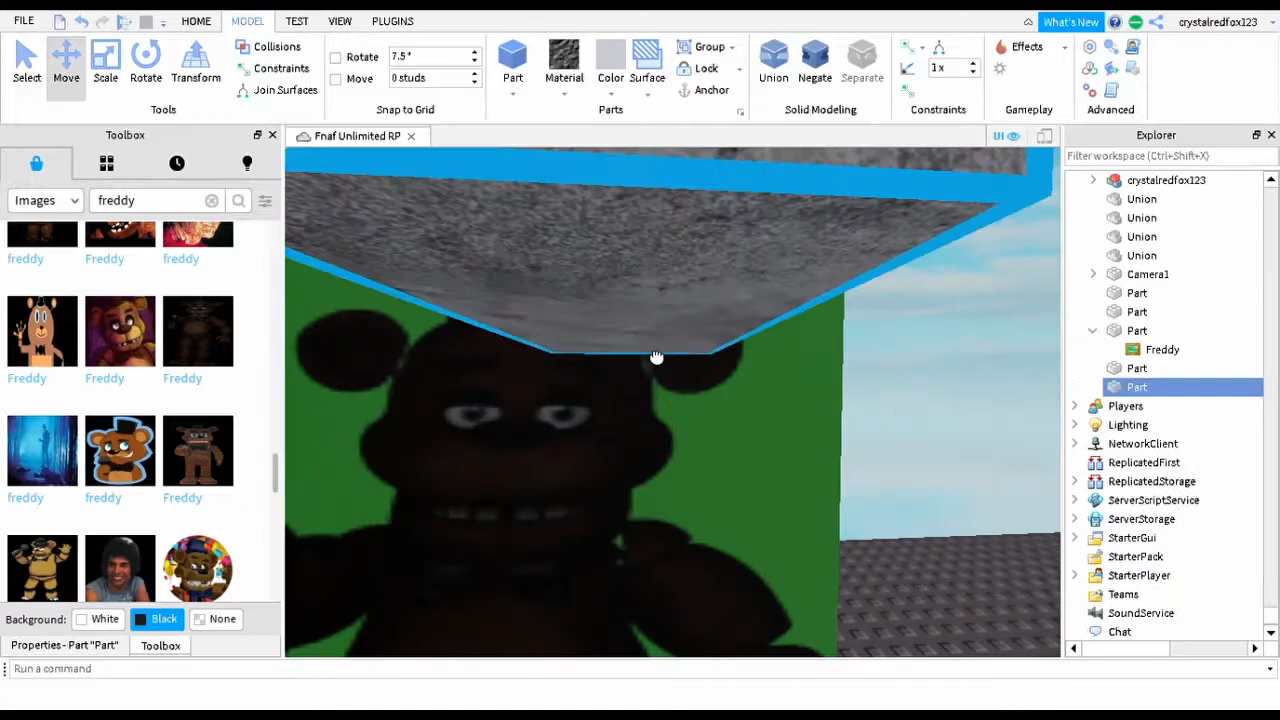 FILE HOME MODEL TEST VIEW PLUGINS What's New crystalredfox123
Select Move Scale Rotate Transform
Collisions
Constraints
Join Surfaces
Tools
Rotate 7.5°
Move 0 studs
Snap to Grid
Part Material Color Surface
Group
Lock
Anchor
Parts
Union Negate Separate
Solid Modeling
1x
Constraints
Effects
Gameplay
Advanced
Toolbox
Fnaf Unlimited RP
UI
Explorer
Images freddy
Filter workspace (Ctrl+Shift+X)
freddy Freddy freddy
Freddy Freddy Freddy
freddy freddy Freddy
Background: White Black None
Properties - Part "Part" Toolbox
Run a command
crystalredfox123
Union
Union
Union
Union
Camera1
Part
Part
Part
Freddy
Part
Part
Players
Lighting
NetworkClient
ReplicatedFirst
ReplicatedStorage
ServerScriptService
ServerStorage
StarterGui
StarterPack
StarterPlayer
Teams
SoundService
Chat